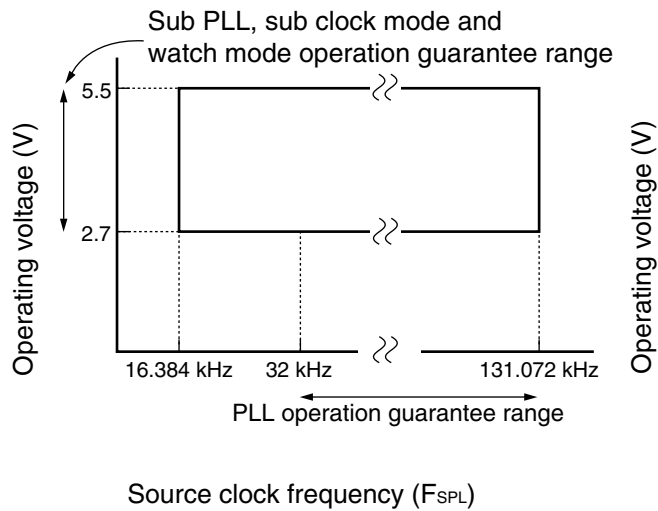 Sub PLL, sub clock mode and
watch mode operation guarantee range
5.5
Operating voltage (V)
2.7
16.384 kHz
32 kHz
131.072 kHz
PLL operation guarantee range
Source clock frequency (FSPL)
Operating voltage (V)